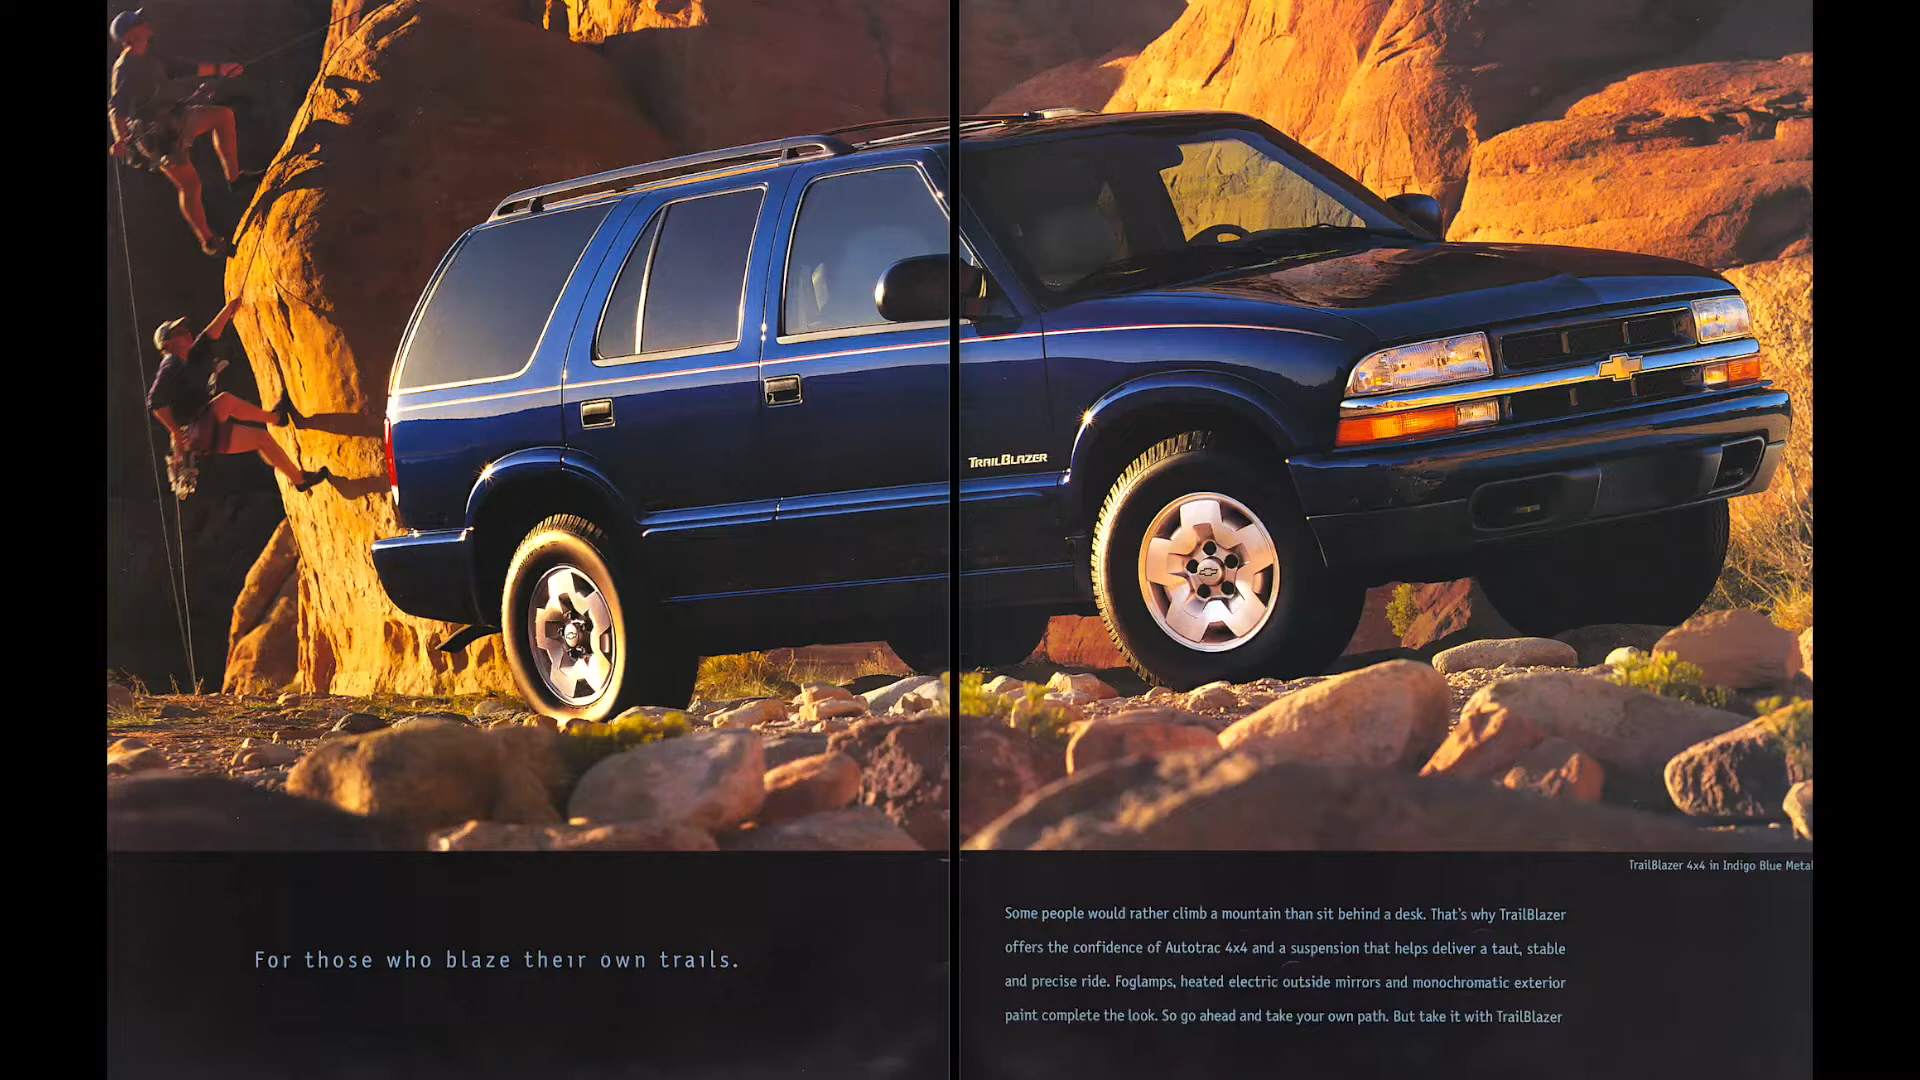 TRAILBLAZER
TrailBlazer 4x4 in Indigo Blue Metal
For those who blaze their own trails.
Some people would rather climb a mountain than sit behind a desk. That's why TrailBlazer
offers the confidence of Autotrac 4x4 and a suspension that helps deliver a taut, stable
and precise ride. Foglamps, heated electric outside mirrors and monochromatic exterior
paint complete the look. So go ahead and take your own path. But take it with TrailBlazer